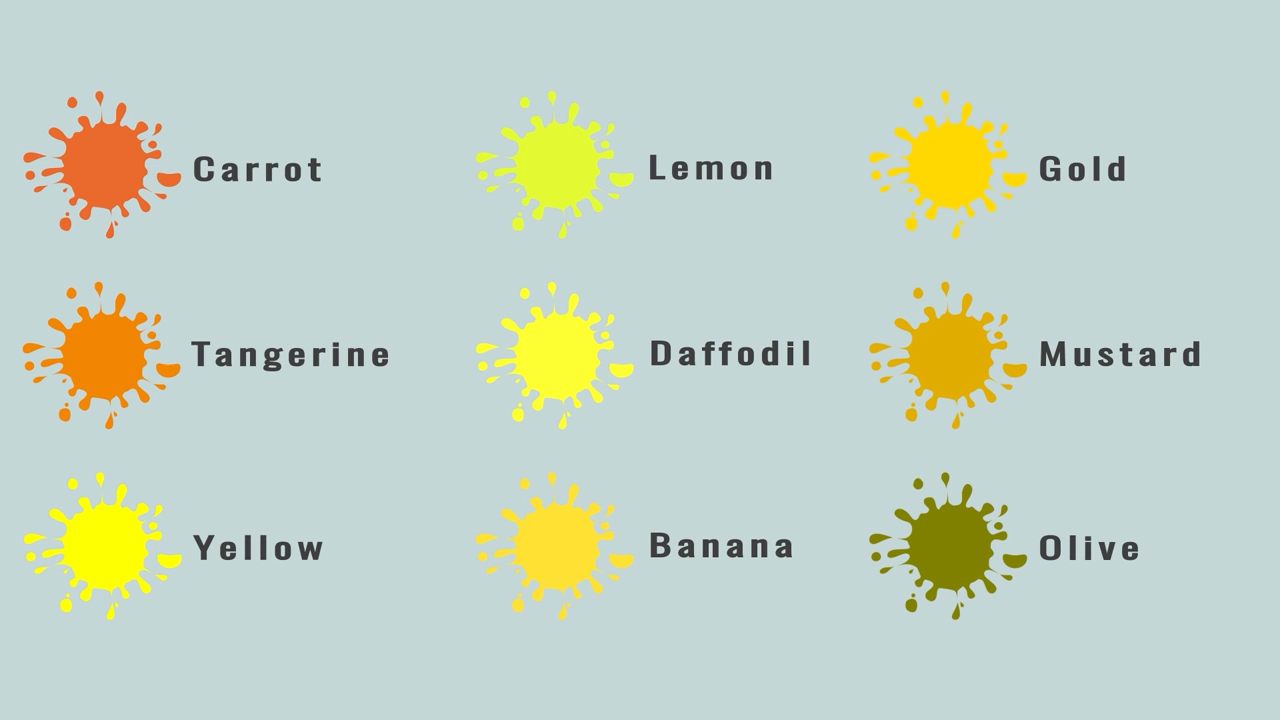 Carrot
Lemon
Gold
Tangerine
Daffodil
Mustard
Yellow
Banana
Olive